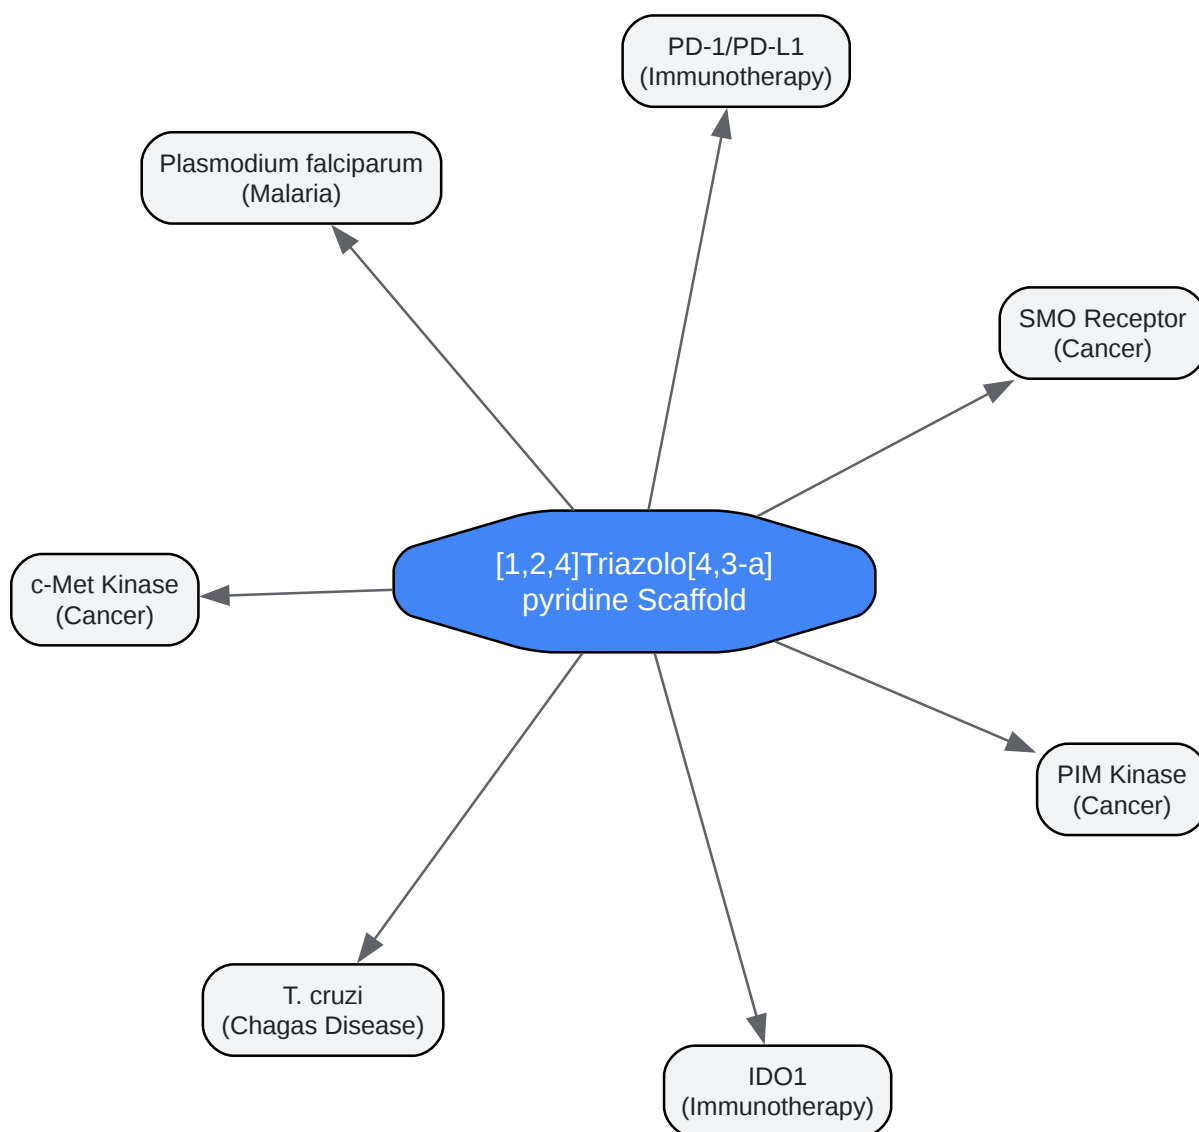 PD-1/PD-L1
(Immunotherapy)
Plasmodium falciparum
(Malaria)
SMO Receptor
(Cancer)
[1,2,4]Triazolo[4,3-a]
pyridine Scaffold
c-Met Kinase
(Cancer)
PIM Kinase
(Cancer)
T. cruzi
(Chagas Disease)
IDO1
(Immunotherapy)